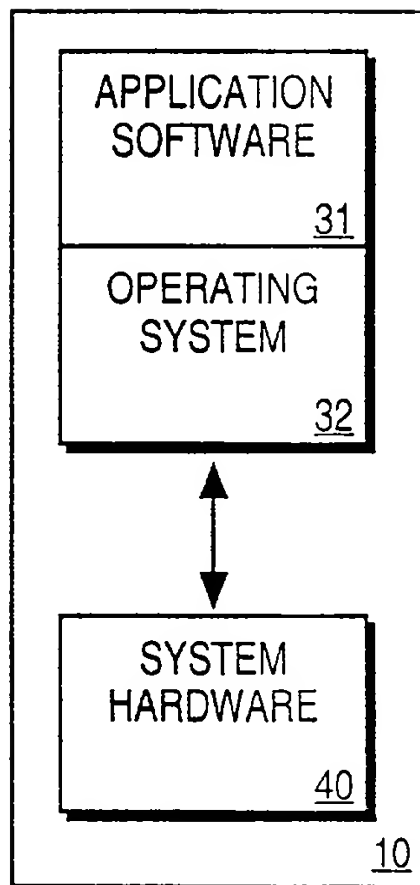 APPLICATION
SOFTWARE
31
OPERATING
SYSTEM
32
SYSTEM
HARDWARE
40
10